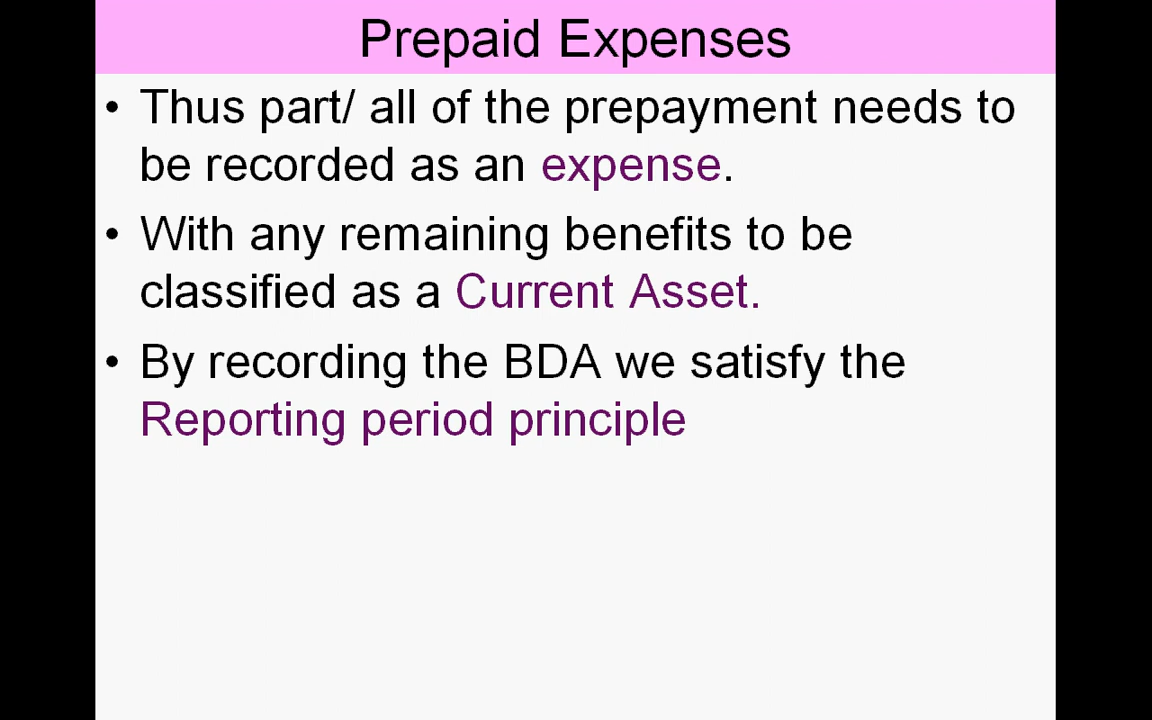 Prepaid Expenses
• Thus part/ all of the prepayment needs to
be recorded as an expense.
• With any remaining benefits to be
classified as a Current Asset.
• By recording the BDA we satisfy the
Reporting period principle